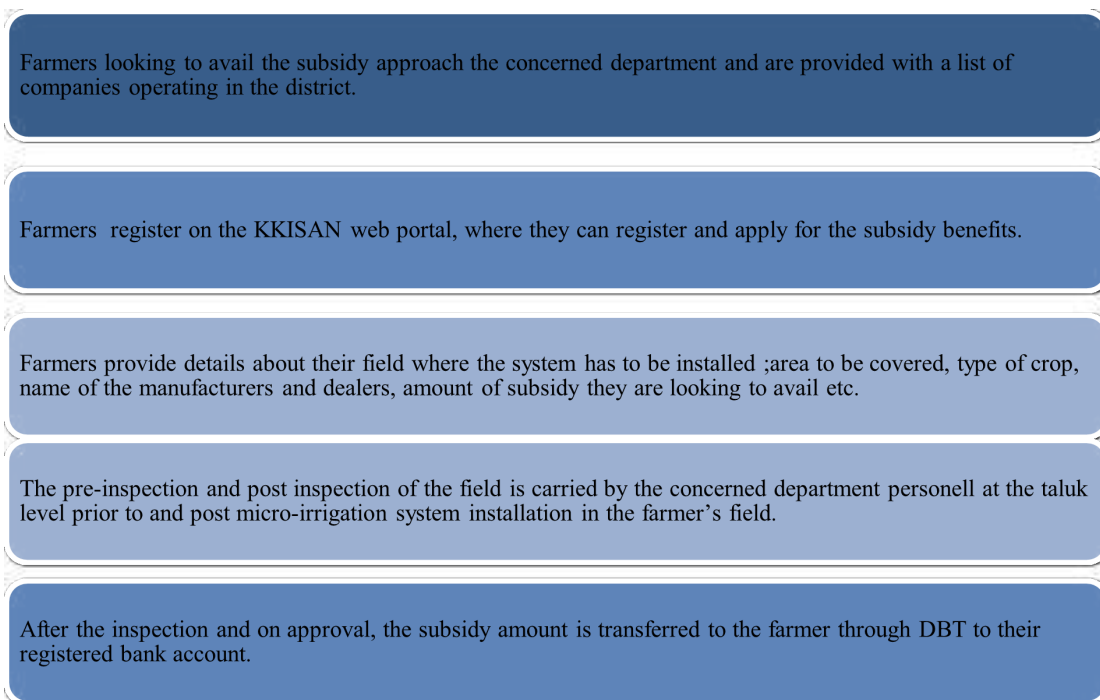 Farmers looking to avail the subsidy approach the concerned department and are provided with a list of
companies operating in the district.
Farmers  register on the KKISAN web portal, where they can register and apply for the subsidy benefits.
Farmers provide details about their field where the system has to be installed ;area to be covered, type of crop,
name of the manufacturers and dealers, amount of subsidy they are looking to avail etc.
The pre-inspection and post inspection of the field is carried by the concerned department personell at the taluk
level prior to and post micro-irrigation system installation in the farmer’s field.
After the inspection and on approval, the subsidy amount is transferred to the farmer through DBT to their
registered bank account.